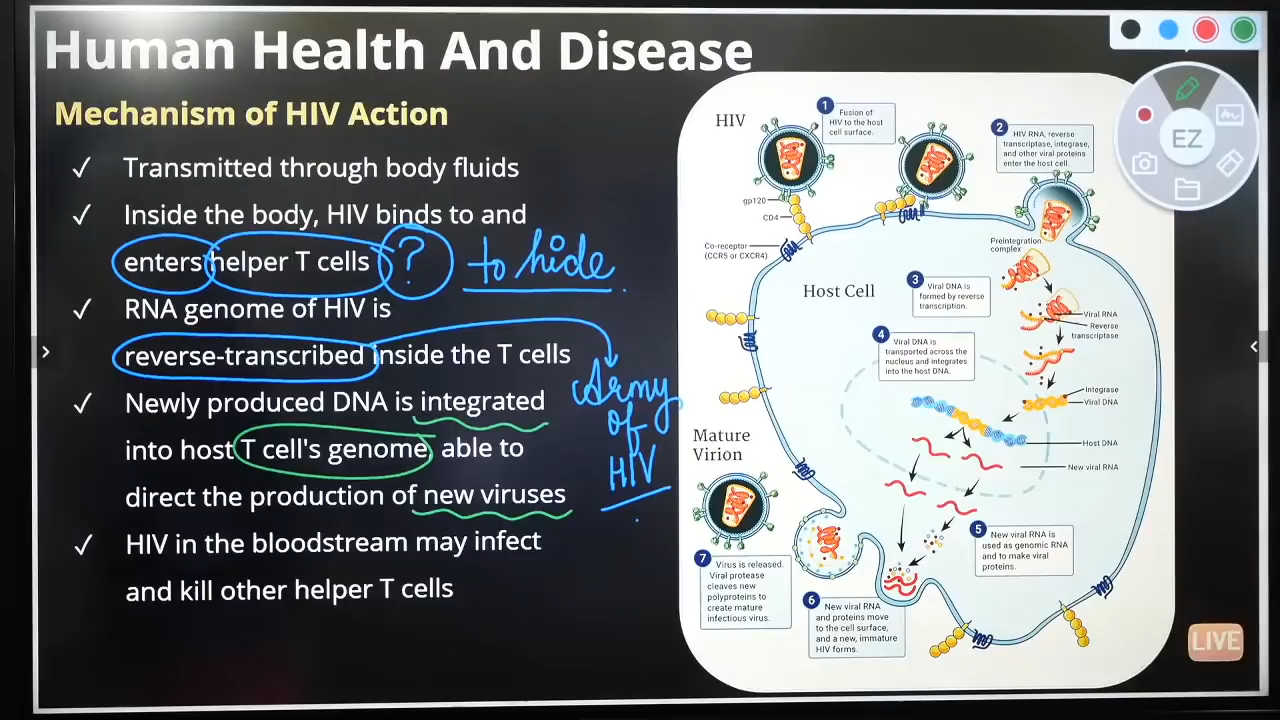 Human Health And Disease
EZ
Mechanism of HIV Action
✓ Transmitted through body fluids
✓ Inside the body, HIV binds to and
enters helper T cells ? to hide
✓ RNA genome of HIV is
reverse-transcribed inside the T cells
Army
of
HIV
✓ Newly produced DNA is integrated
into host T cell's genome, able to
direct the production of new viruses
✓ HIV in the bloodstream may infect
and kill other helper T cells
HIV
1
Fusion of
HIV to the host
cell surface.
2
HIV RNA, reverse
transcriptase, integrase,
and other viral proteins
enter the host cell.
gp120
CD4
Co-receptor
(CCR5 or CXCR4)
Preintegration
complex
Host Cell
3
Viral DNA is
formed by reverse
transcription.
Viral RNA
Reverse
transcriptase
4
Viral DNA is
transported across the
nucleus and integrates
into the host DNA.
Integrase
Viral DNA
Host DNA
New viral RNA
Mature
Virion
5
New viral RNA is
used as genomic RNA
and to make viral
proteins.
7
Virus is released.
Viral protease
cleaves new
polyproteins to
create mature
infectious virus.
6
New viral RNA
and proteins move
to the cell surface,
and a new, immature
HIV forms.
LIVE